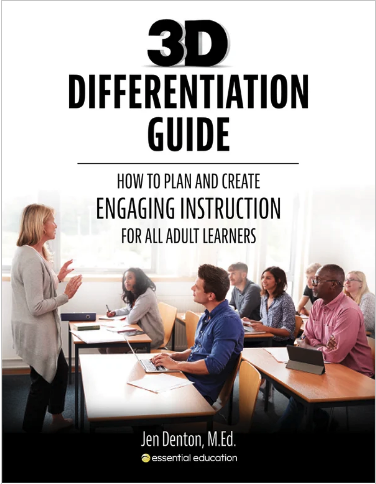 3D
DIFFERENTIATION
GUIDE
HOW TO PLAN AND CREATE
ENGAGING INSTRUCTION
FOR ALL ADULT LEARNERS
Jen Denton, M.Ed.
essential education